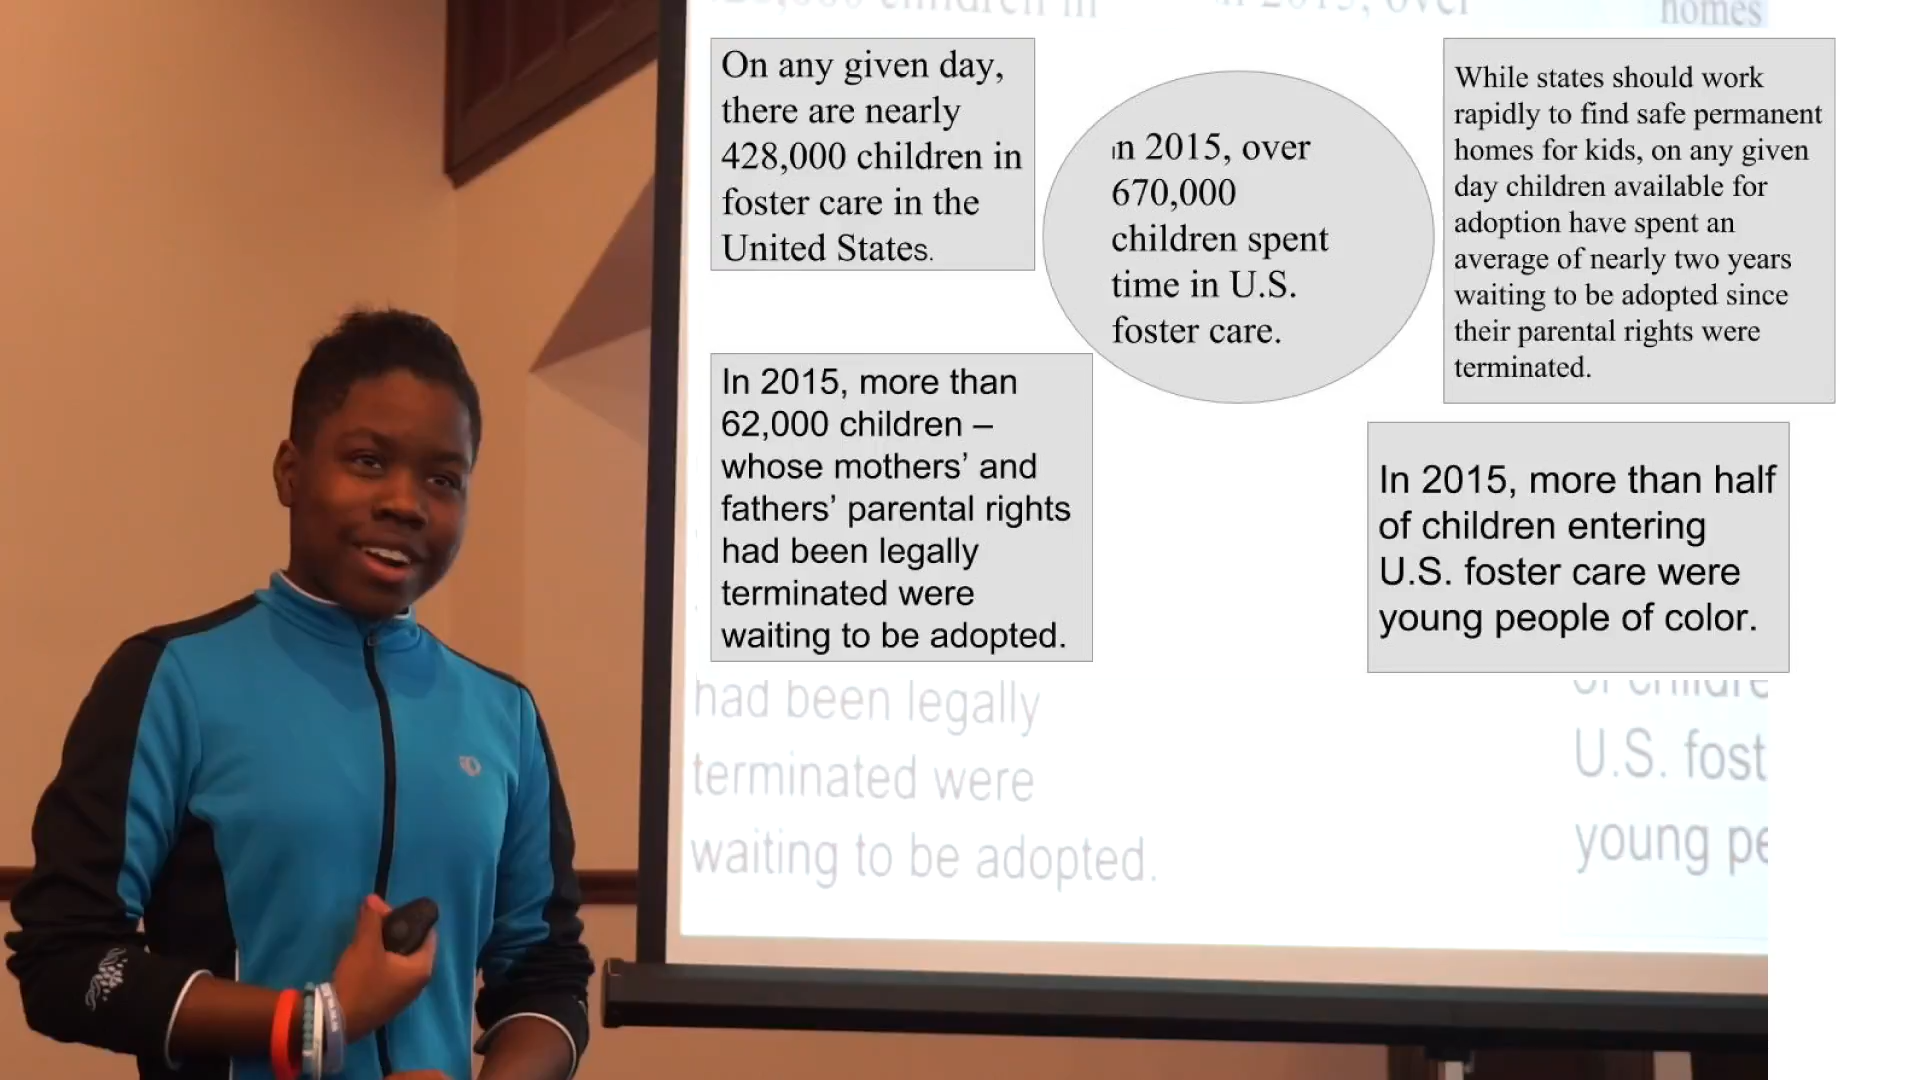 On any given day,
there are nearly
428,000 children in
foster care in the
United States.
ın 2015, over
670,000
children spent
time in U.S.
foster care.
While states should work
rapidly to find safe permanent
homes for kids, on any given
day children available for
adoption have spent an
average of nearly two years
waiting to be adopted since
their parental rights were
terminated.
In 2015, more than
62,000 children –
whose mothers’ and
fathers’ parental rights
had been legally
terminated were
waiting to be adopted.
In 2015, more than half
of children entering
U.S. foster care were
young people of color.
children in
in 2015, over
homes
had been legally
terminated were
waiting to be adopted.
U.S. fost
young pe